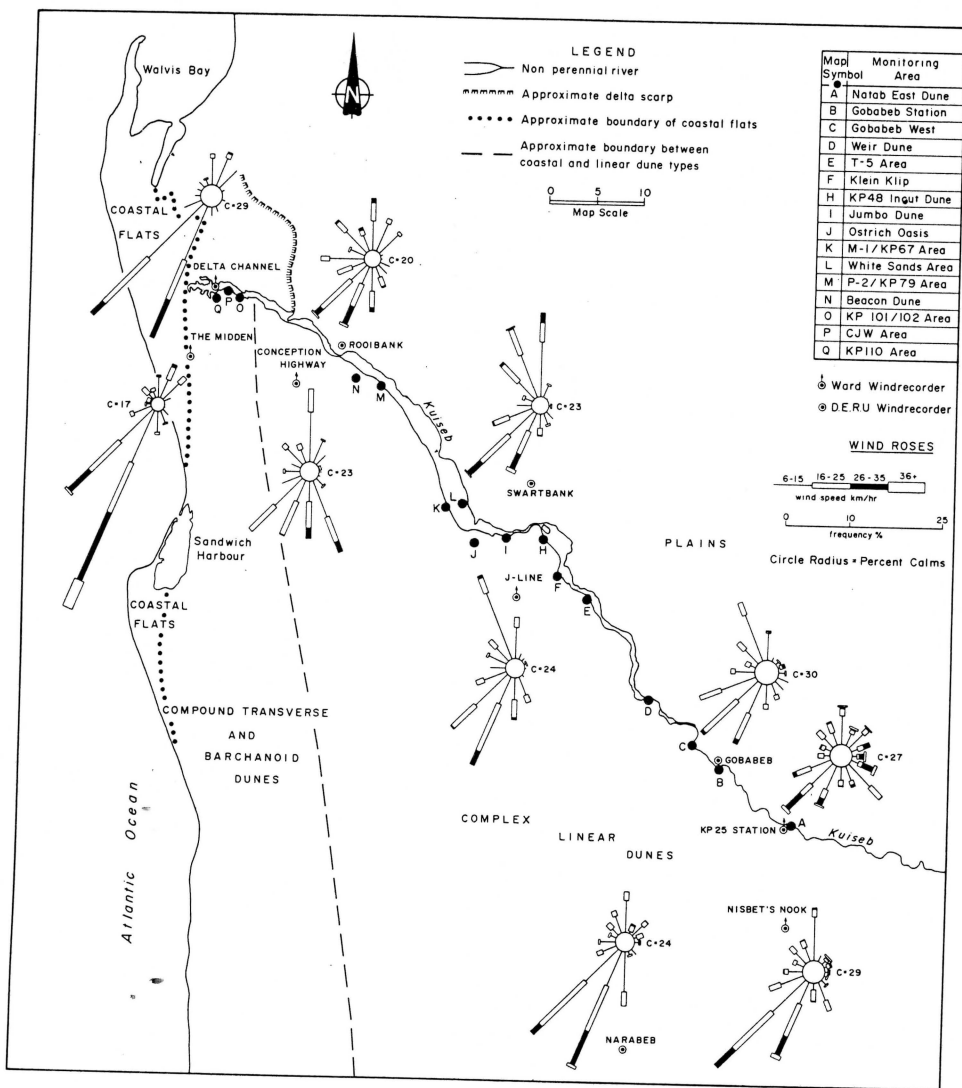 LEGEND
Non perennial river
Approximate delta scarp
Approximate boundary of coastal flats
Approximate boundary between
coastal and linear dune types
0 5 10
Map Scale
N
Map Symbol Monitoring Area
A Natab East Dune
B Gobabeb Station
C Gobabeb West
D Weir Dune
E T-5 Area
F Klein Klip
H KP48 Ingut Dune
I Jumbo Dune
J Ostrich Oasis
K M-1/KP67 Area
L White Sands Area
M P-2/KP79 Area
N Beacon Dune
O KP 101/102 Area
P CJW Area
Q KP110 Area
Ward Windrecorder
D.E.R.U Windrecorder
WIND ROSES
6-15 16-25 26-35 36+
wind speed km/hr
0 10 25
frequency %
Circle Radius = Percent Calms
Walvis Bay
COASTAL
FLATS
C=29
C=20
DELTA CHANNEL
Q P O
THE MIDDEN
CONCEPTION
HIGHWAY
ROOIBANK
N M
Kuiseb
C=17
C=23
C=23
SWARTBANK
Sandwich
Harbour
K L
J I H
F
E
PLAINS
J-LINE
COASTAL
FLATS
C=24
C=30
COMPOUND TRANSVERSE
AND
BARCHANOID
DUNES
D
C
GOBABEB
B
C=27
Atlantic Ocean
COMPLEX
LINEAR
DUNES
KP25 STATION
A
Kuiseb
NISBET'S NOOK
C=24
C=29
NARABEB